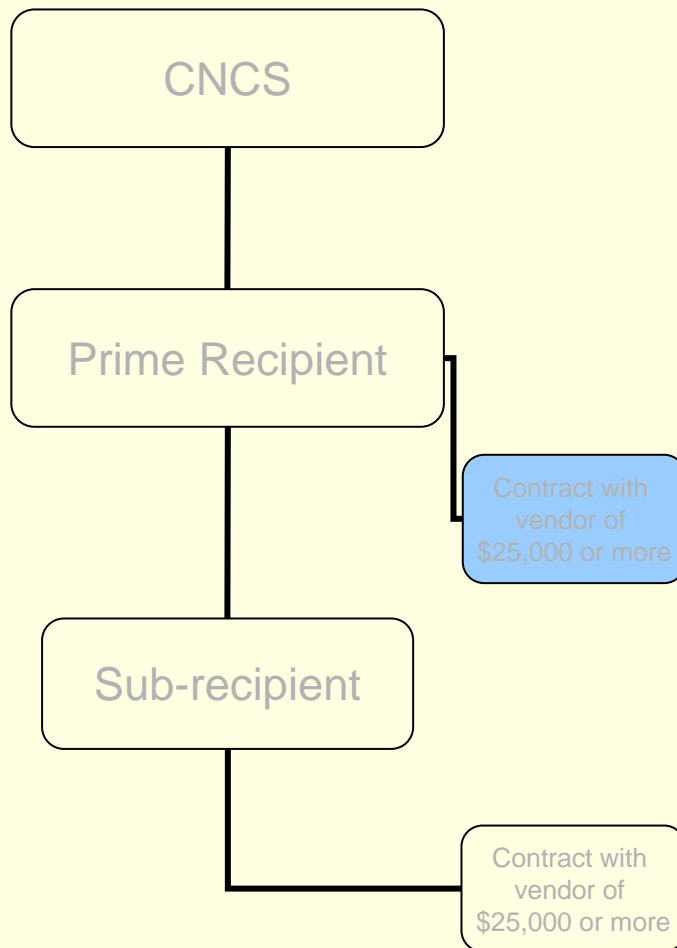 CNCS
Prime Recipient
Contract with
vendor of
$25,000 or more
Sub-recipient
Contract with
vendor of
$25,000 or more